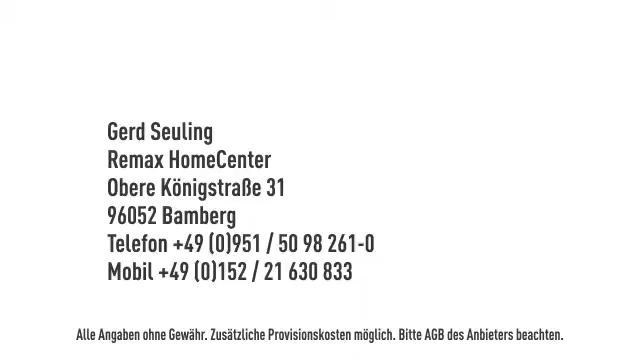 Gerd Seuling
Remax HomeCenter
Obere Königstraße 31
96052 Bamberg
Telefon +49 (0)951 / 50 98 261-0
Mobil +49 (0)152 / 21 630 833
Alle Angaben ohne Gewähr. Zusätzliche Provisionskosten möglich. Bitte AGB des Anbieters beachten.